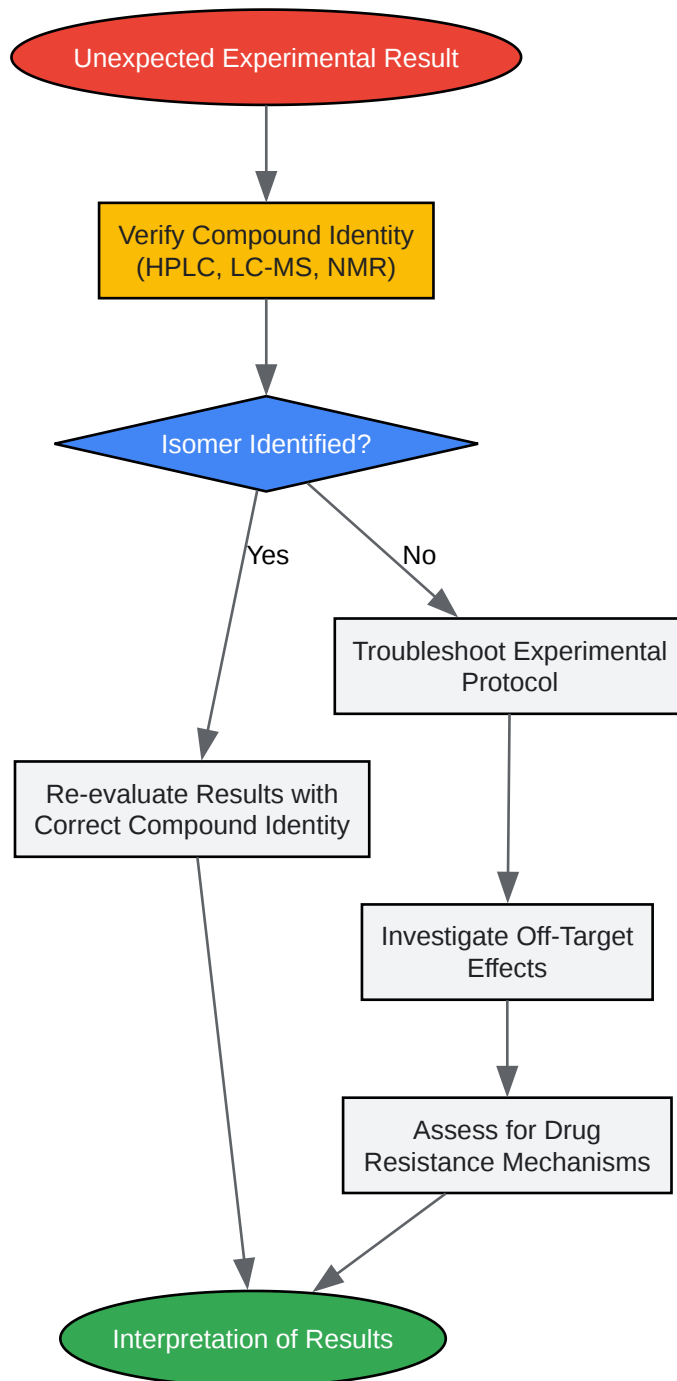 Unexpected Experimental Result
Verify Compound Identity
(HPLC, LC-MS, NMR)
Isomer Identified?
Yes
No
Troubleshoot Experimental
Protocol
Re-evaluate Results with
Correct Compound Identity
Investigate Off-Target
Effects
Assess for Drug
Resistance Mechanisms
Interpretation of Results